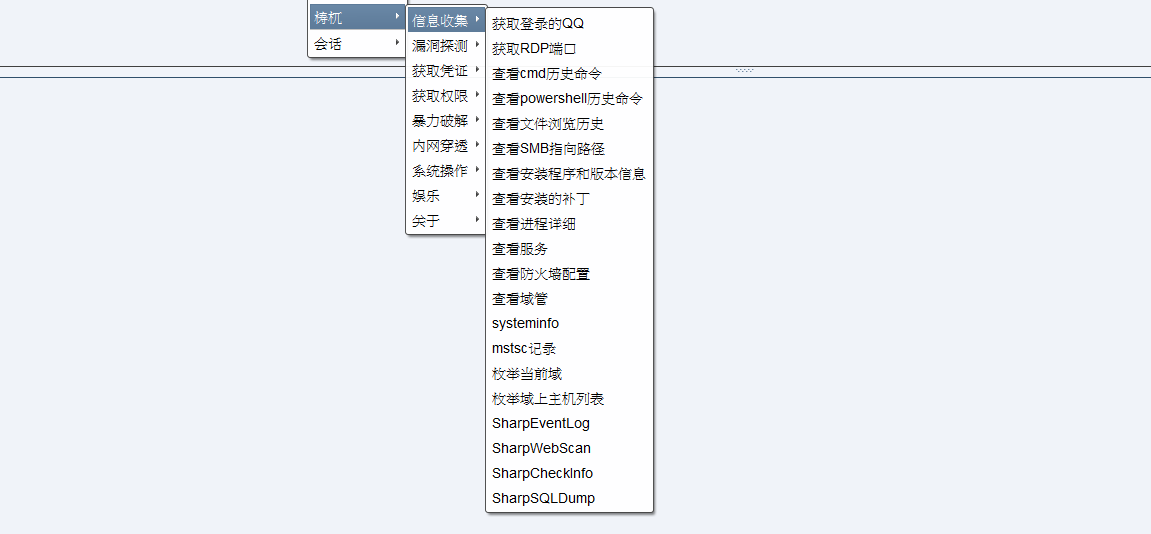 梼杌
会话
信息收集
漏洞探测
获取凭证
获取权限
暴力破解
内网穿透
系统操作
娱乐
关于
获取登录的QQ
获取RDP端口
查看cmd历史命令
查看powershell历史命令
查看文件浏览历史
查看SMB指向路径
查看安装程序和版本信息
查看安装的补丁
查看进程详细
查看服务
查看防火墙配置
查看域管
systeminfo
mstsc记录
枚举当前域
枚举域上主机列表
SharpEventLog
SharpWebScan
SharpCheckInfo
SharpSQLDump